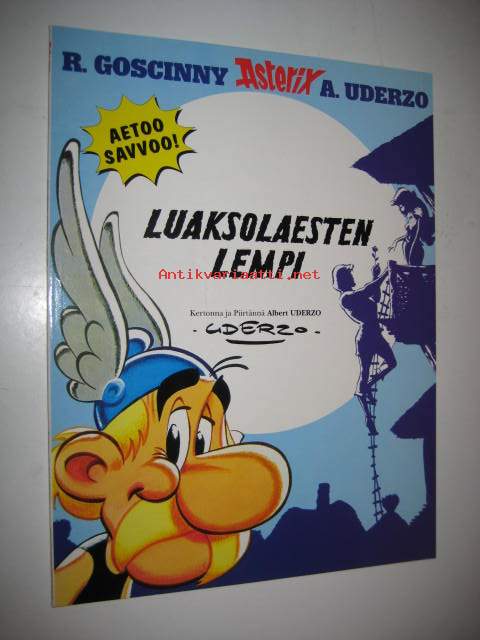 R. GOSCINNY Asterix A. UDERZO
AETOO
SAVVOO!
LUAKSOLAESTEN
LEMPI
Antikvariaatti.net
Kertonna ja Piirtännä Albert UDERZO
·UDERZO·